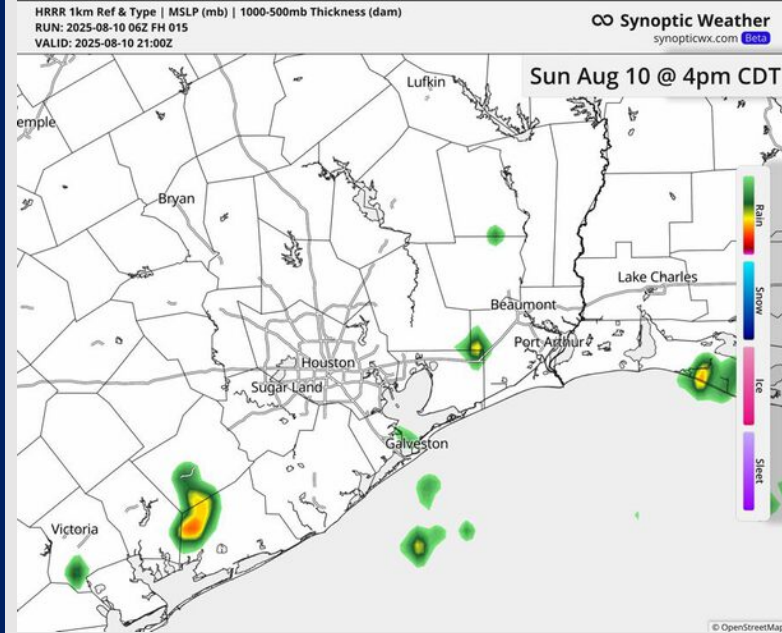 HRRR 1km Ref & Type | MSLP (mb) | 1000-500mb Thickness (dam)
RUN: 2025-08-10 06Z FH 015
VALID: 2025-08-10 21:00Z
Synoptic Weather
synopticwx.com Beta
Sun Aug 10 @ 4pm CDT
Lufkin
emple
Bryan
Rain
Lake Charles
Snow
Beaumont
Port Arthur
Houston
Sugar Land
Ice
Galveston
Sleet
Victoria
© OpenStreetMap